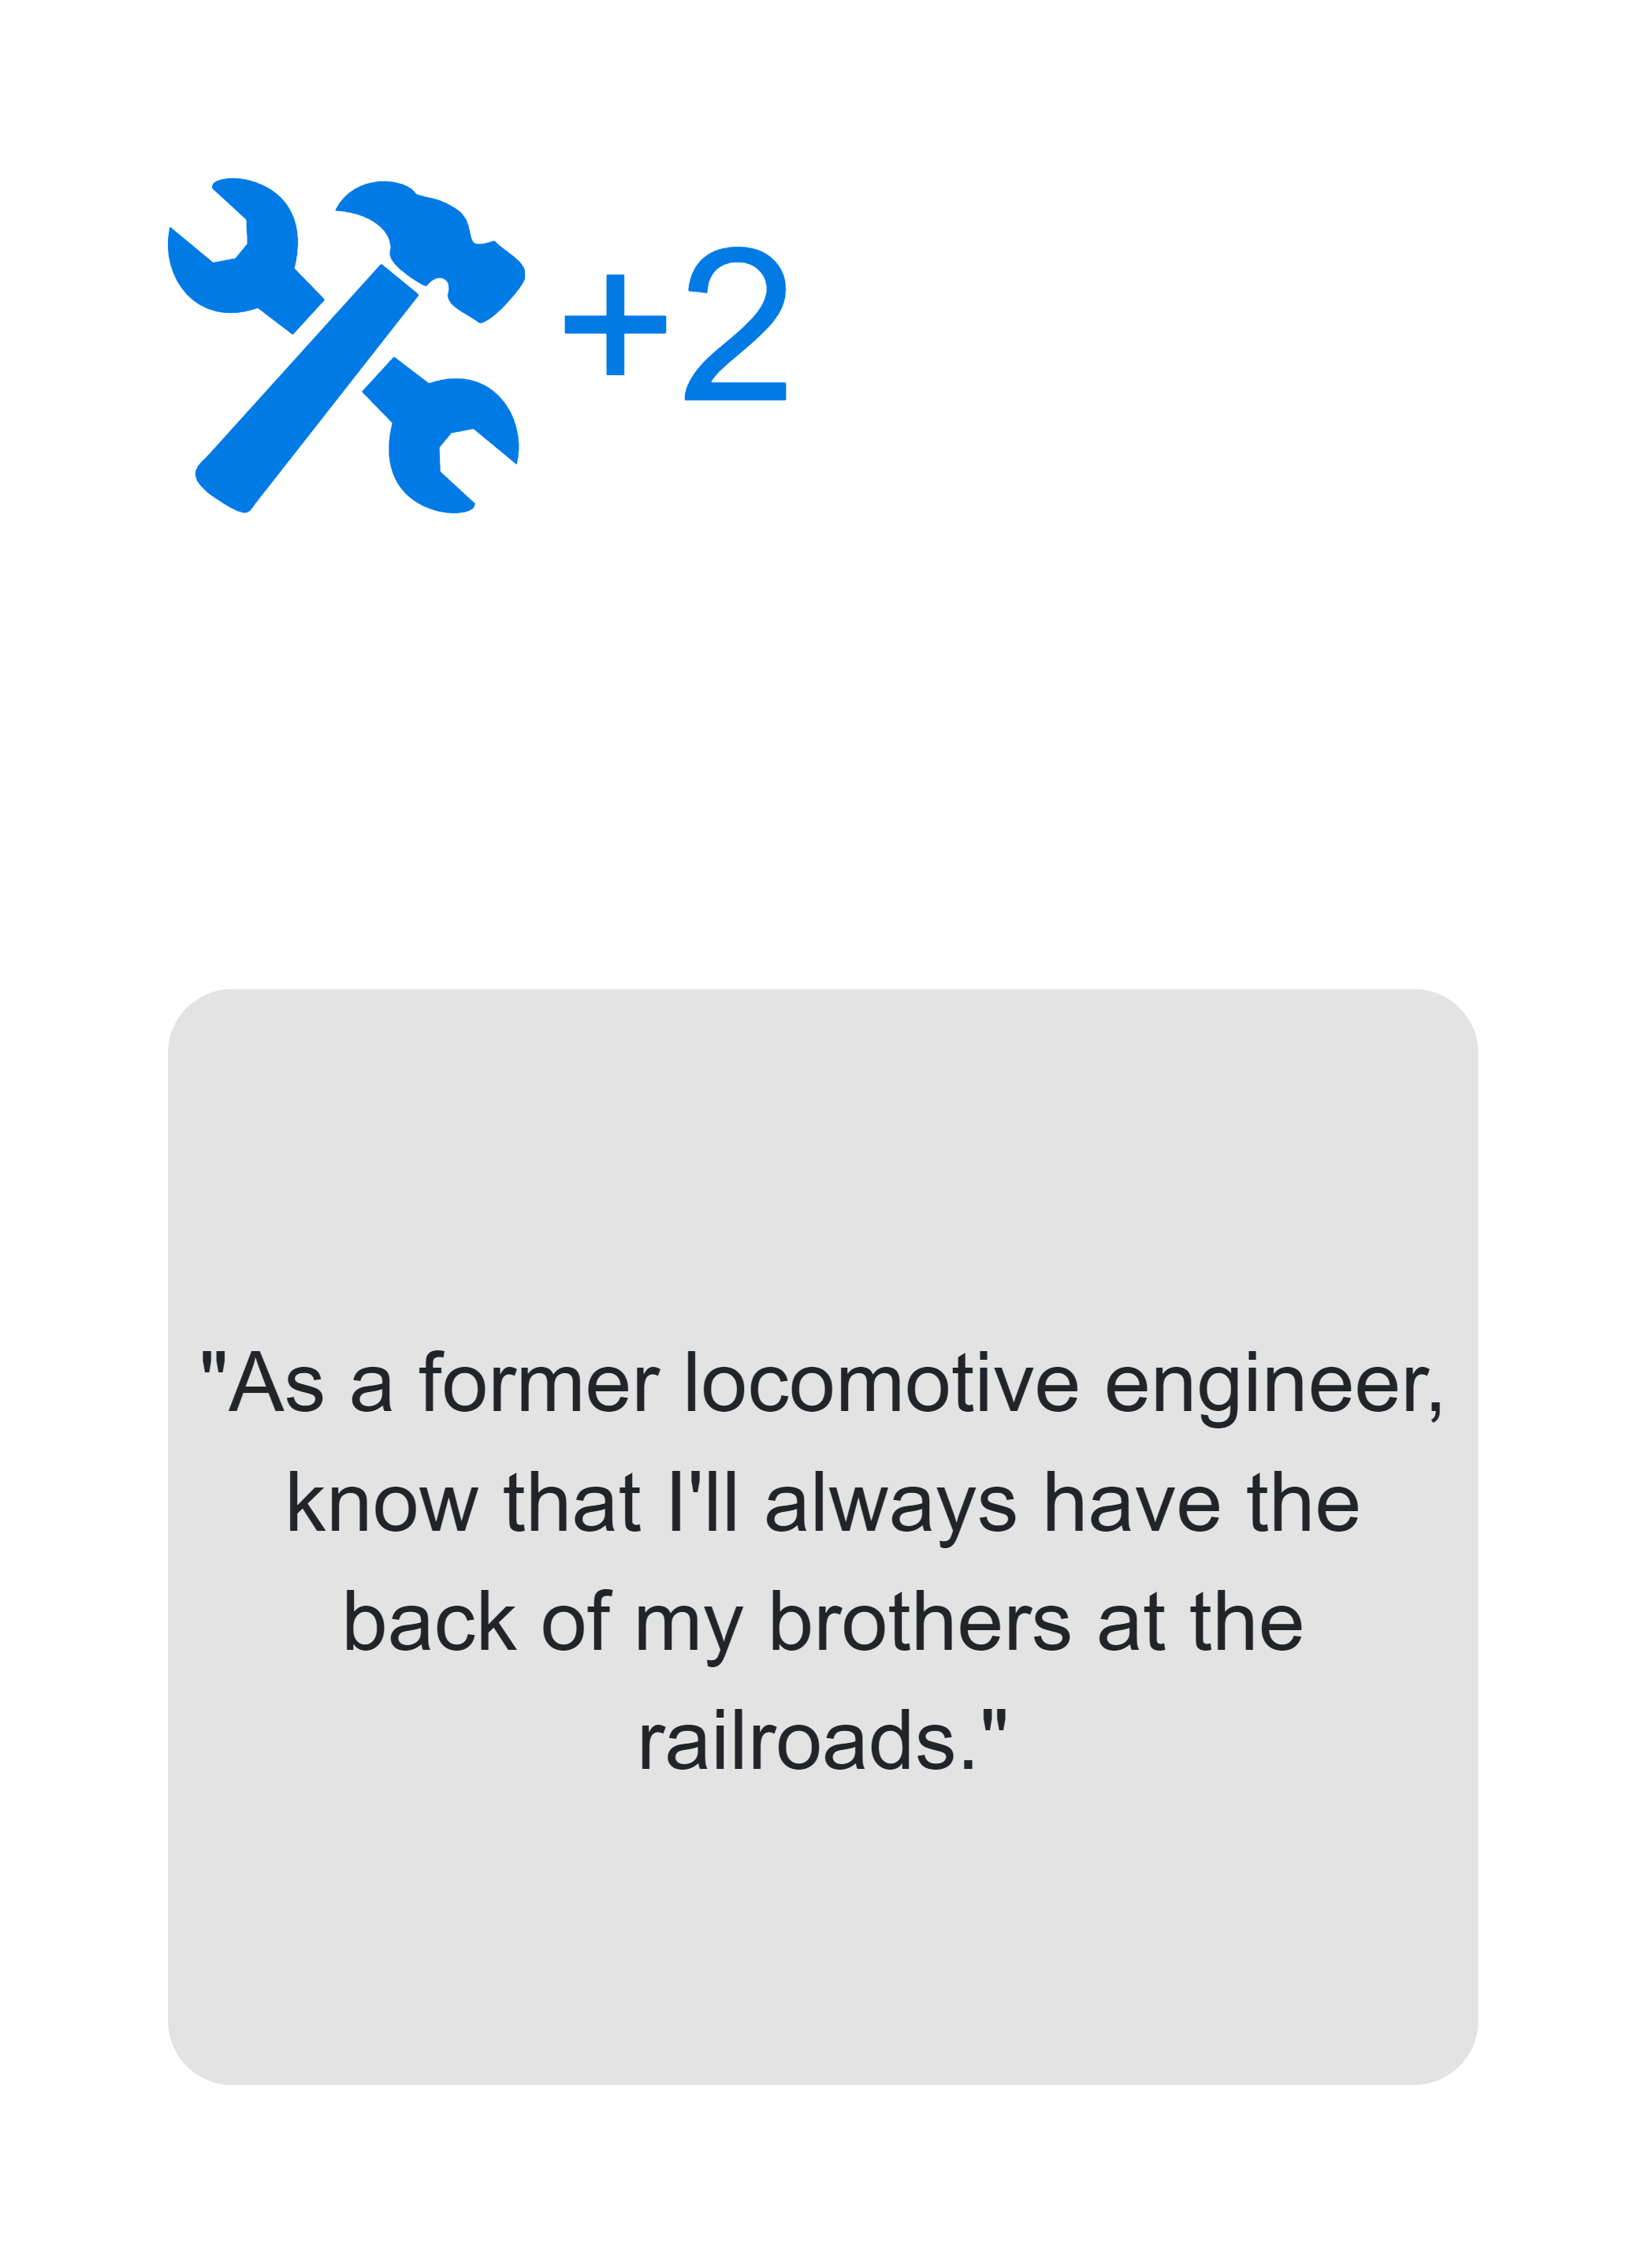 +2
"As a former locomotive engineer,
know that I'll always have the
back of my brothers at the
railroads."